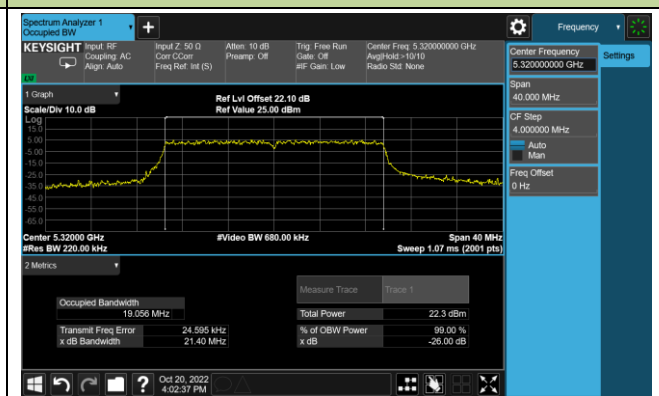 Spectrum Analyzer 1
Occupied BW
Frequency
KEYSIGHT Input: RF Input Z: 50 Ω Atten: 10 dB Trig: Free Run Center Freq: 5.320000000 GHz
Coupling: AC Corr CCorr Preamp: Off Gate: Off Avg|Hold:>10/10
Align: Auto Freq Ref: Int (S) #IF Gain: Low Radio Std: None
Center Frequency
5.320000000 GHz
Settings
Span
40.000 MHz
CF Step
4.000000 MHz
Auto
Man
Freq Offset
0 Hz
1 Graph
Ref Lvl Offset 22.10 dB
Scale/Div 10.0 dB Ref Value 25.00 dBm
Log
15.0
5.00
-5.00
-15.0
-25.0
-35.0
-45.0
-55.0
-65.0
Center 5.32000 GHz #Video BW 680.00 kHz Span 40 MHz
#Res BW 220.00 kHz Sweep 1.07 ms (2001 pts)
2 Metrics
Measure Trace Trace 1
Occupied Bandwidth
19.056 MHz
Total Power 22.3 dBm
Transmit Freq Error 24.595 kHz % of OBW Power 99.00 %
x dB Bandwidth 21.40 MHz x dB -26.00 dB
? Oct 20, 2022
4:02:37 PM